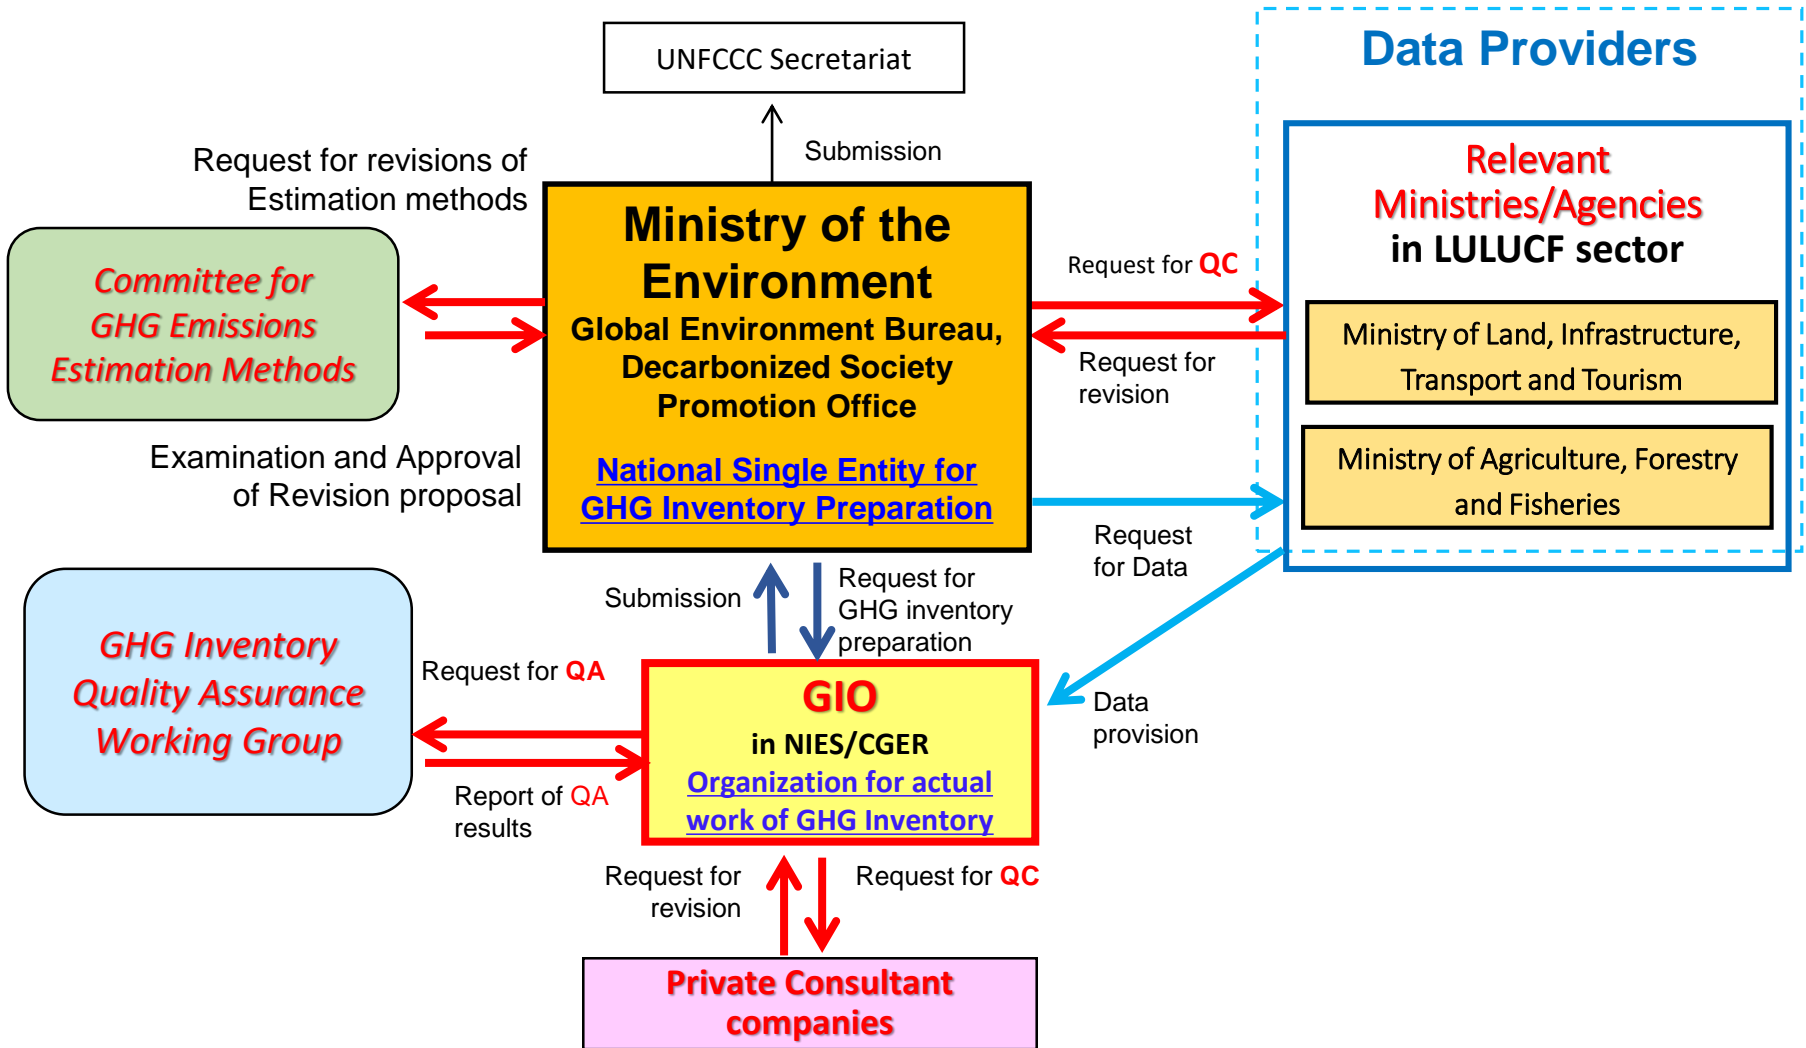 UNFCCC Secretariat
Data Providers
Submission
Request for revisions of
Estimation methods
Ministry of the
Environment
Global Environment Bureau,
Decarbonized Society
Promotion Office
National Single Entity for
GHG Inventory Preparation
Relevant
Ministries/Agencies
in LULUCF sector
Ministry of Land, Infrastructure,
Transport and Tourism
Ministry of Agriculture, Forestry
and Fisheries
Committee for
GHG Emissions
Estimation Methods
Request for QC
Request for
revision
Examination and Approval
of Revision proposal
Request
for Data
Submission
Request for
GHG inventory
preparation
GHG Inventory
Quality Assurance
Working Group
Request for QA
Report of QA
results
GIO
in NIES/CGER
Organization for actual
work of GHG Inventory
Data
provision
Request for
revision
Request for QC
Private Consultant
companies